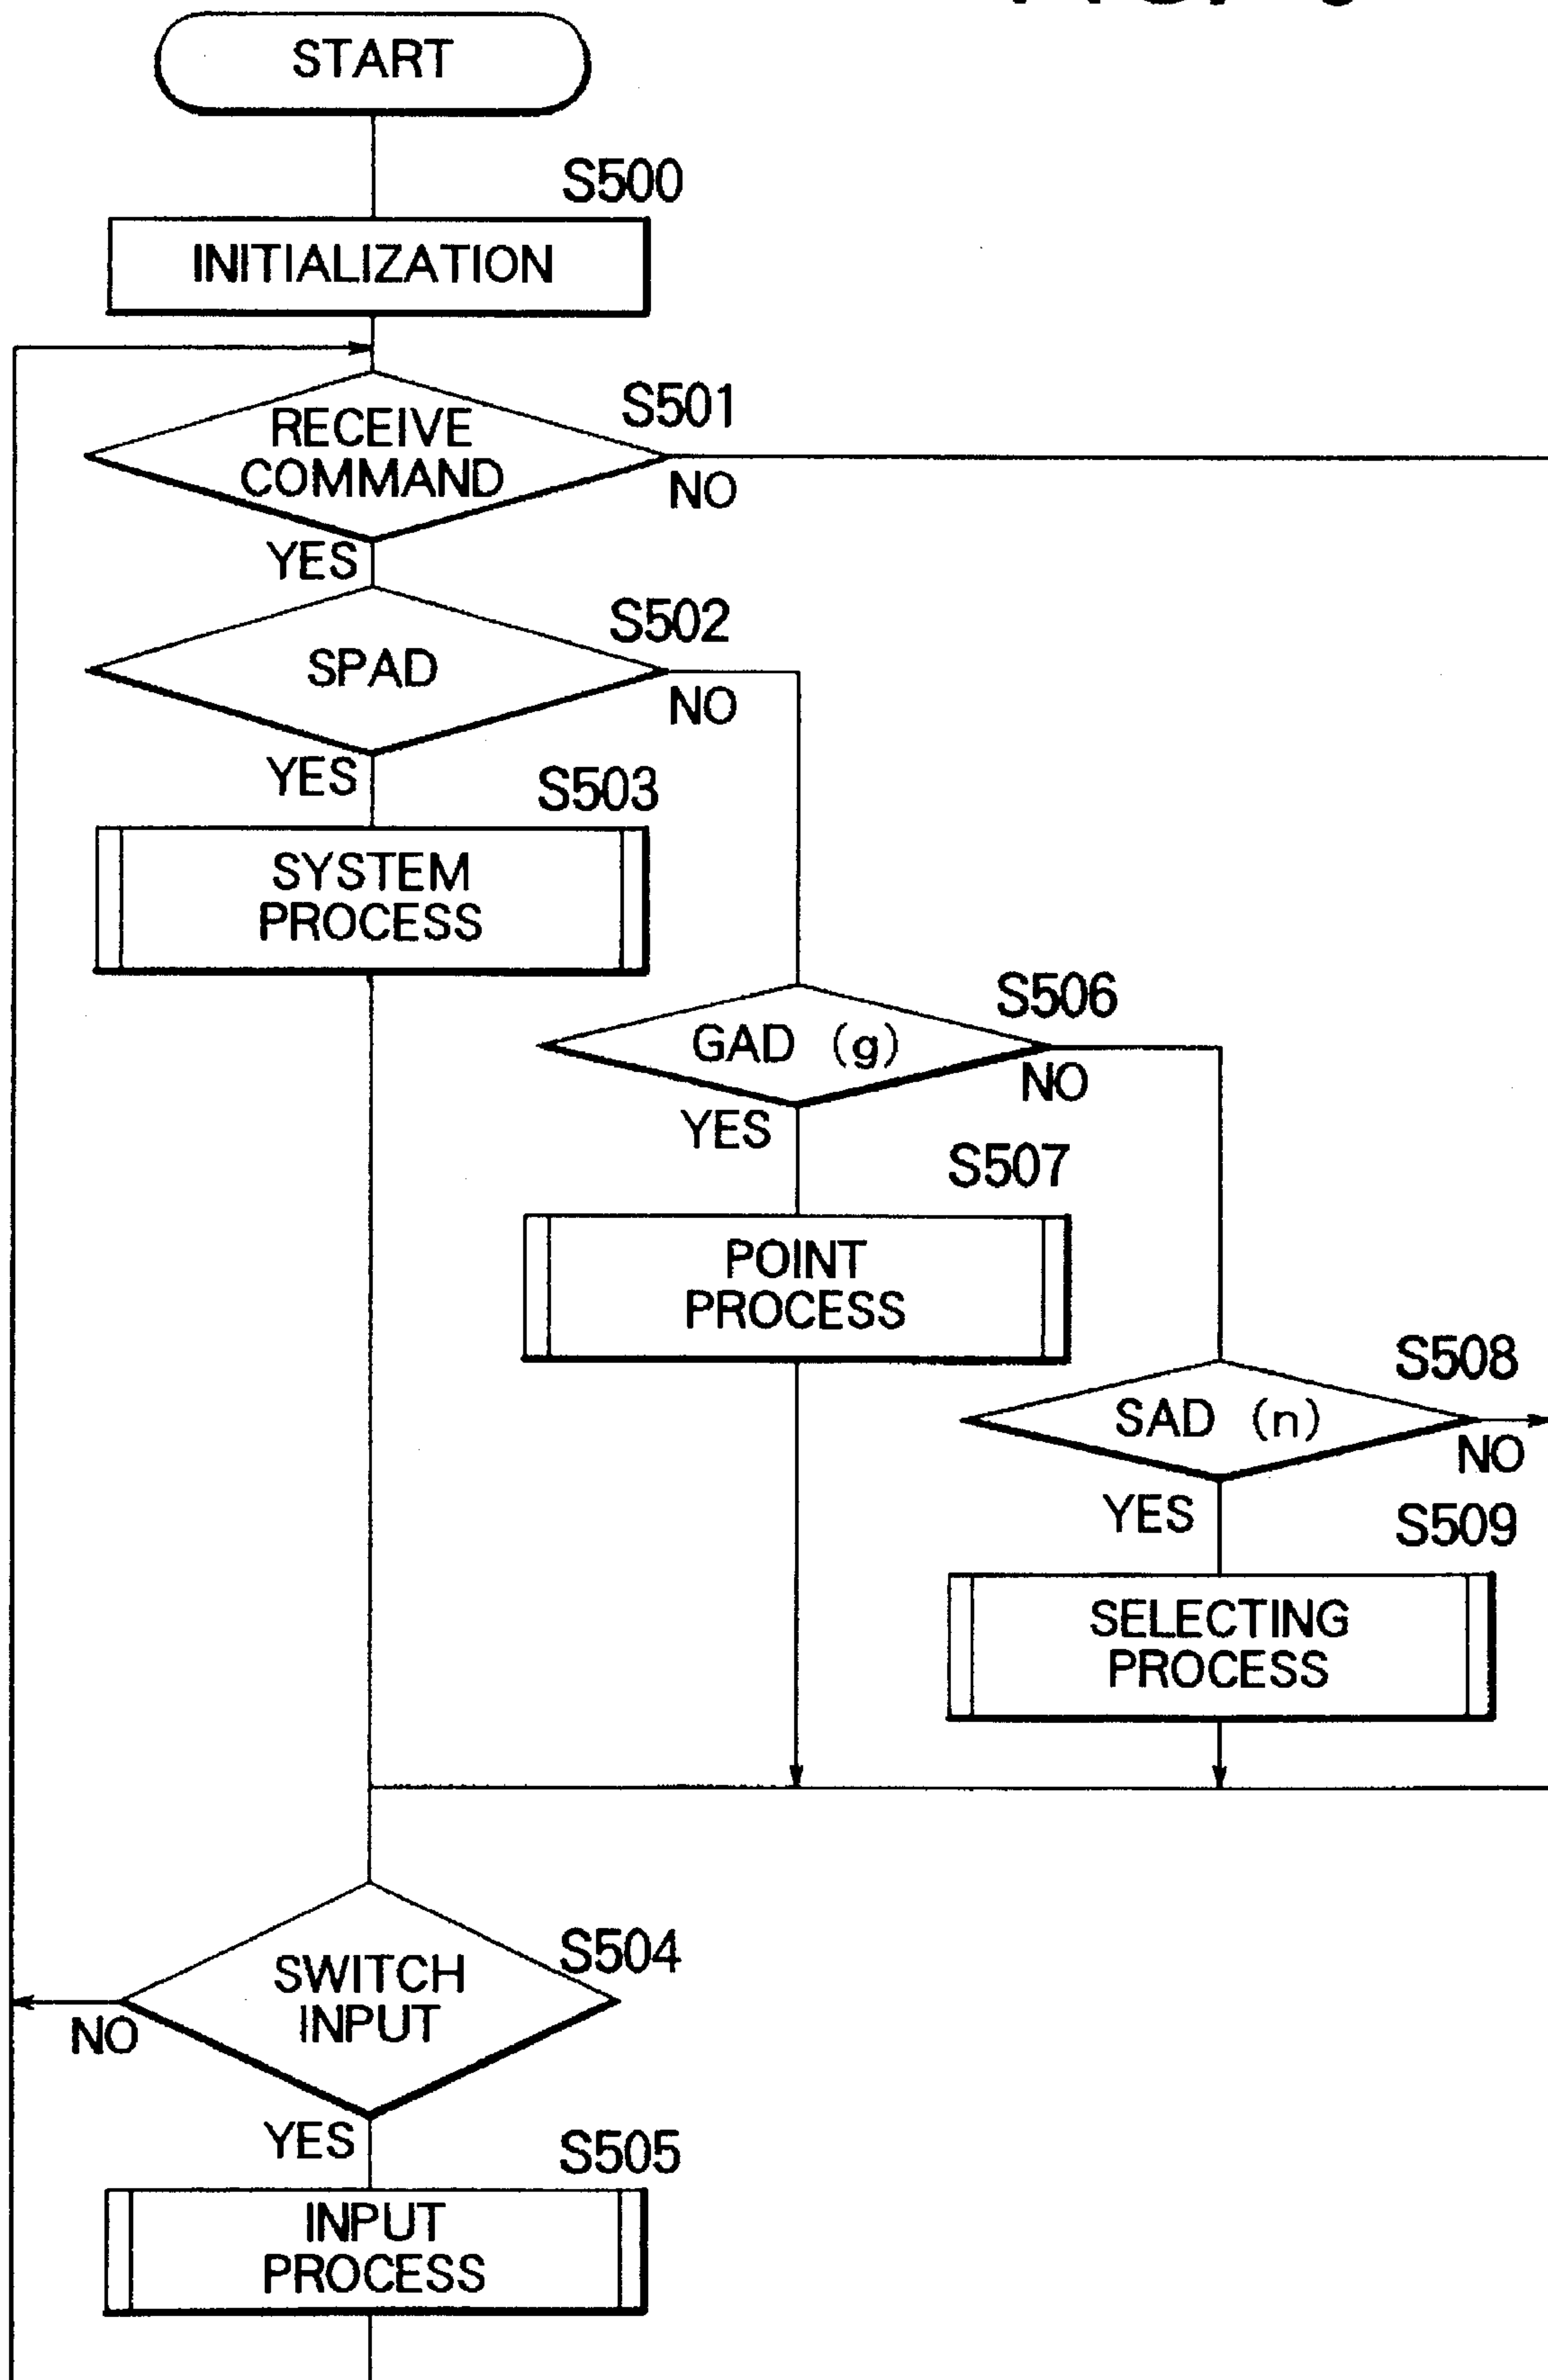 START
S500
INITIALIZATION
S501
RECEIVE
COMMAND
NO
YES
S502
SPAD
NO
YES
S503
SYSTEM
PROCESS
S506
GAD (g)
NO
YES
S507
POINT
PROCESS
S508
SAD (n)
NO
YES
S509
SELECTING
PROCESS
S504
SWITCH
INPUT
NO
YES
S505
INPUT
PROCESS